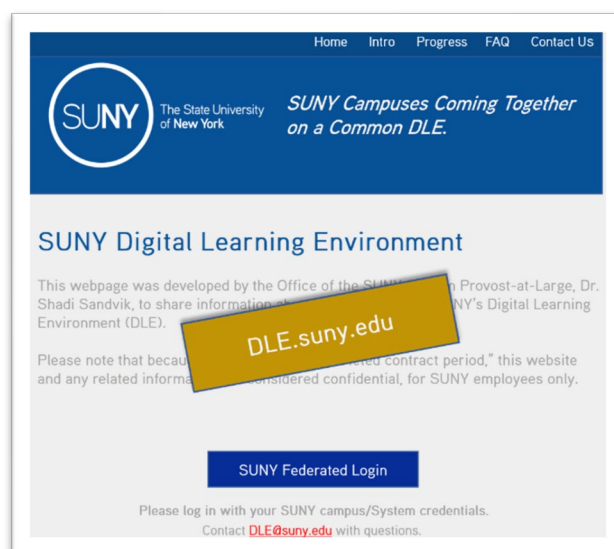 Home Intro Progress FAQ Contact Us
SUNY
The State University
of New York
SUNY Campuses Coming Together
on a Common DLE.
SUNY Digital Learning Environment
This webpage was developed by the Office of the SUNY Provost-at-Large, Dr.
Shadi Sandvik, to share information SUNY's Digital Learning
Environment (DLE).
DLE.suny.edu
Please note that contract period," this website
and any related considered confidential, for SUNY employees only.
SUNY Federated Login
Please log in with your SUNY campus/System credentials.
Contact DLE@suny.edu with questions.